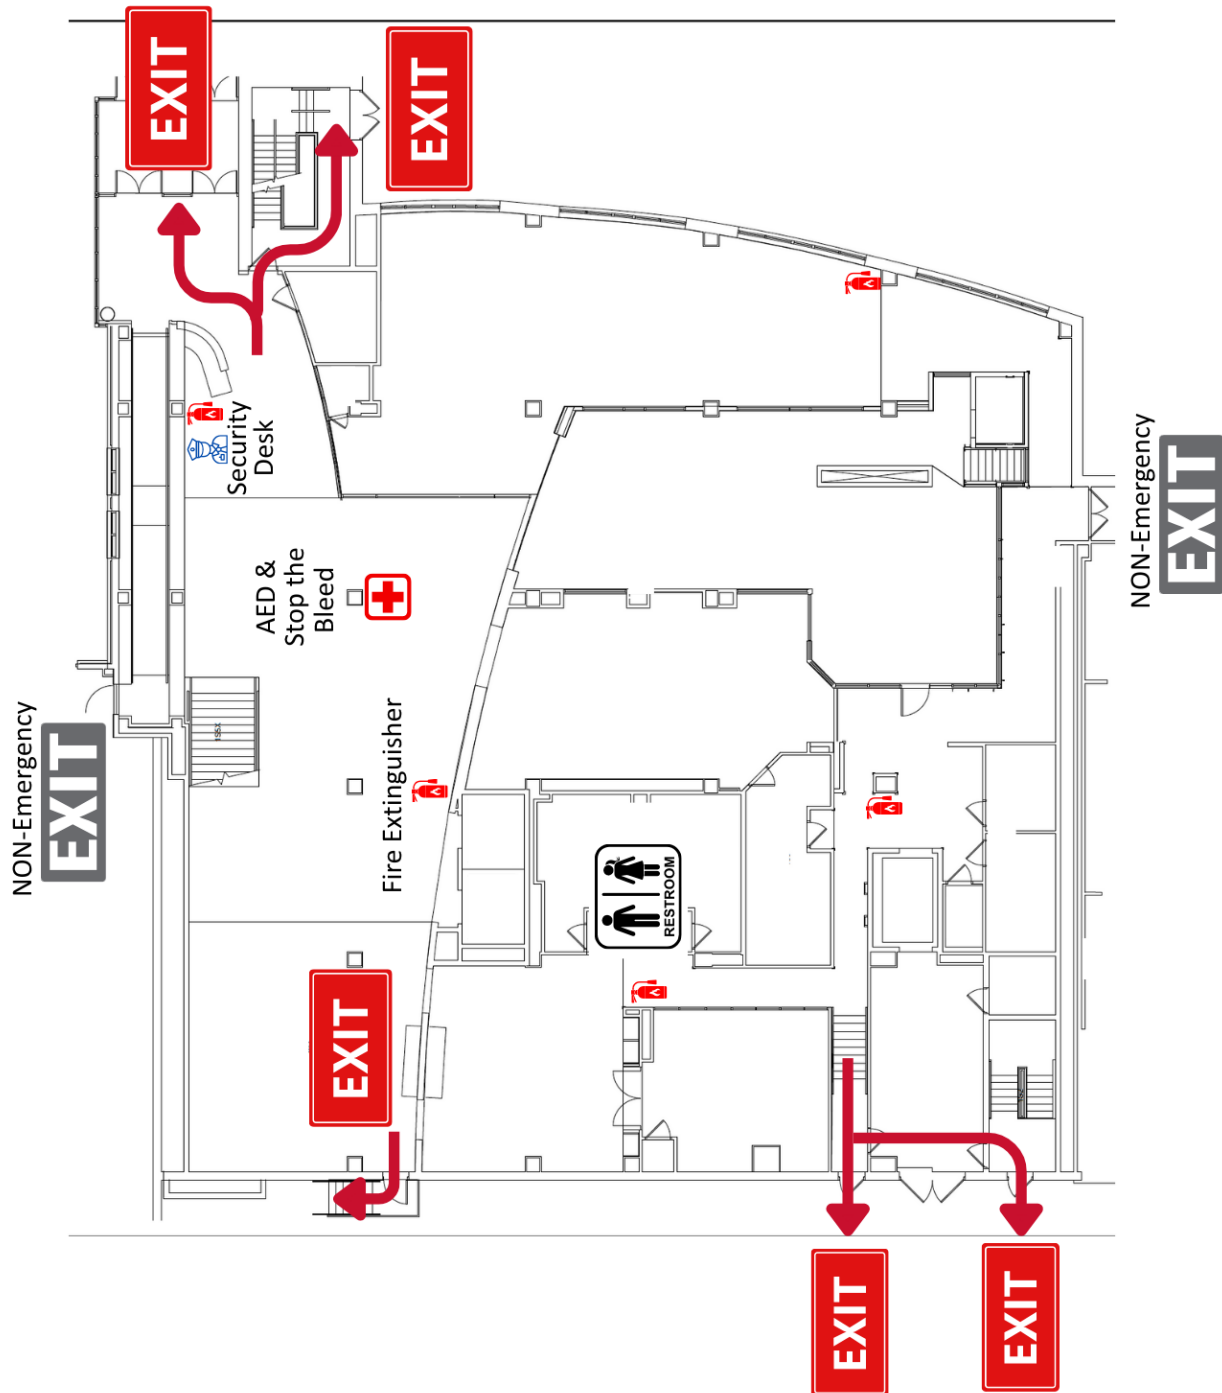 EXIT
EXIT
Security
Desk
NON-Emergency
EXIT
AED &
Stop the
Bleed
NON-Emergency
EXIT
Fire Extinguisher
RESTROOM
EXIT
EXIT
EXIT